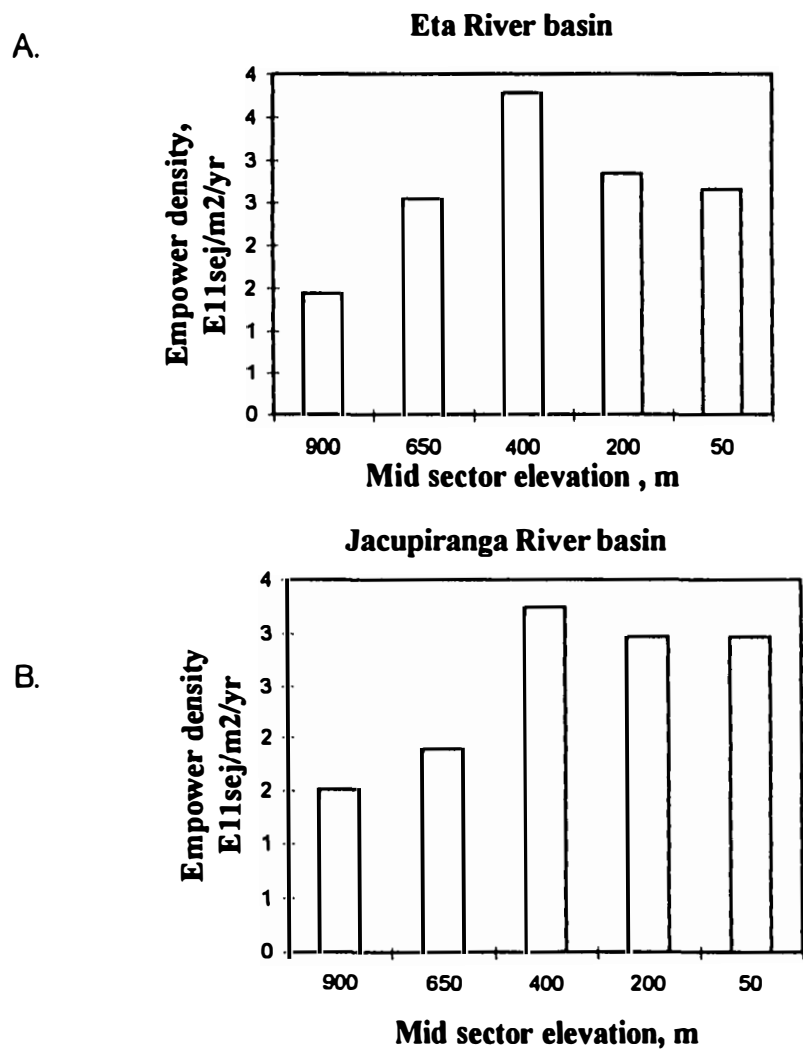 A.
Eta River basin
Empower density,
E11sej/m2/yr
4
4
3
3
2
2
1
1
0
900 650 400 200 50
Mid sector elevation , m
B.
Jacupiranga River basin
Empower density
E11sej/m2/yr
4
3
3
2
2
1
1
0
900 650 400 200 50
Mid sector elevation, m